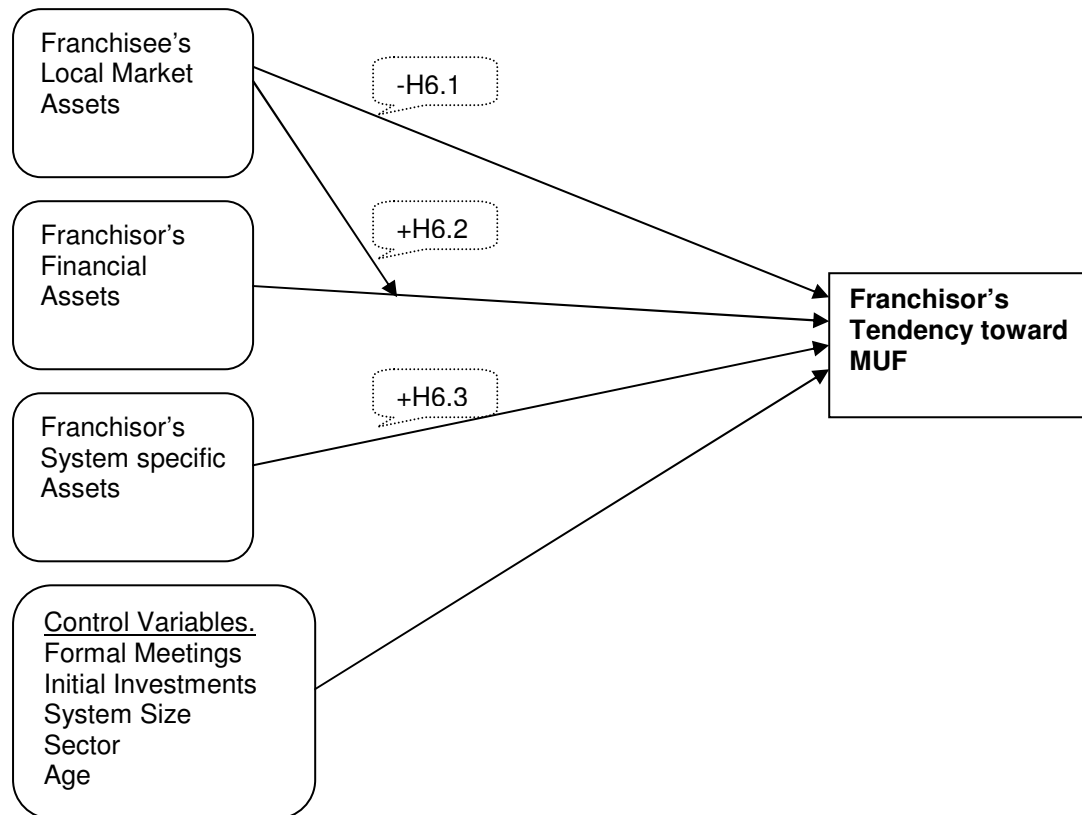 Franchisee’s
Local Market
Assets
-H6.1
Franchisor’s
Financial
Assets
+H6.2
Franchisor’s
System specific
Assets
+H6.3
Franchisor’s
Tendency toward
MUF
Control Variables.
Formal Meetings
Initial Investments
System Size
Sector
Age